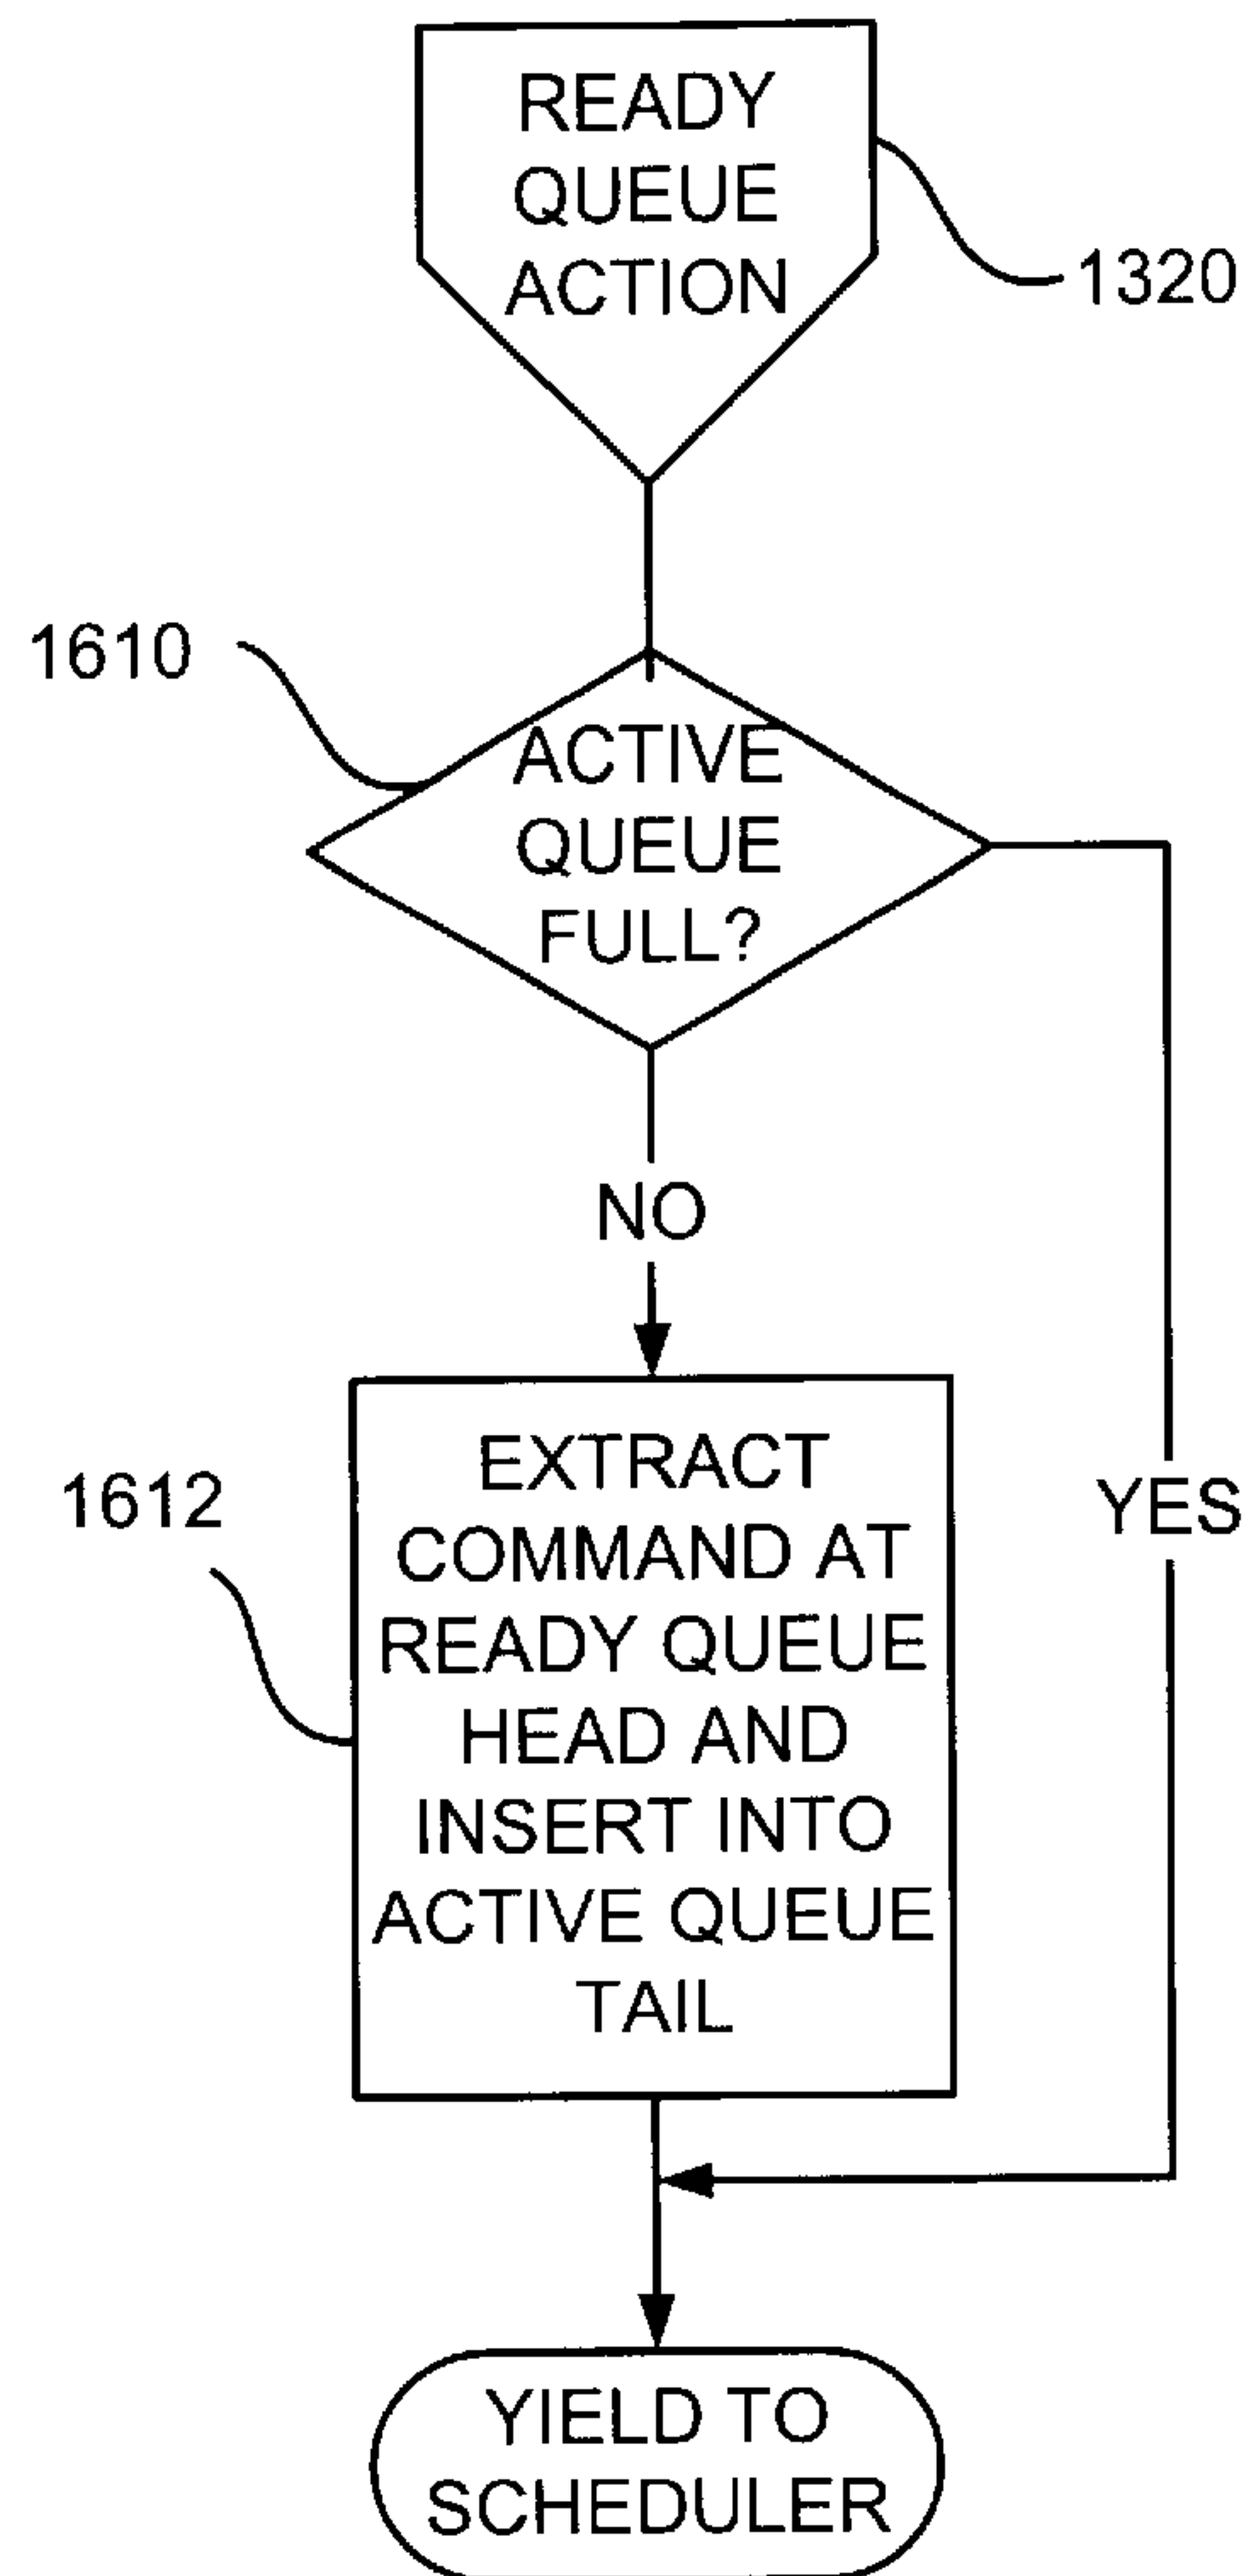 READY
QUEUE
ACTION
1320
1610
ACTIVE
QUEUE
FULL?
NO
YES
1612
EXTRACT
COMMAND AT
READY QUEUE
HEAD AND
INSERT INTO
ACTIVE QUEUE
TAIL
YIELD TO
SCHEDULER